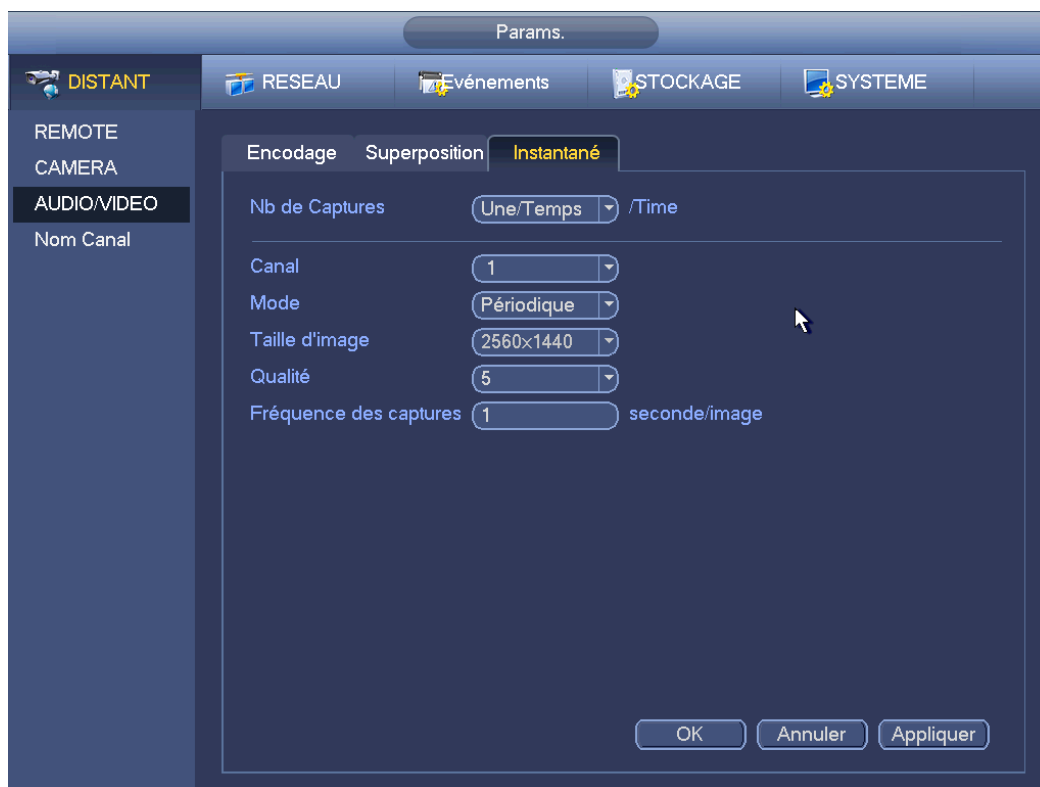 Params.
DISTANT RESEAU Evénements STOCKAGE SYSTEME
REMOTE
CAMERA
AUDIO/VIDEO
Nom Canal
Encodage Superposition Instantané
Nb de Captures Une/Temps /Time
Canal 1
Mode Périodique
Taille d'image 2560×1440
Qualité 5
Fréquence des captures 1 seconde/image
OK Annuler Appliquer